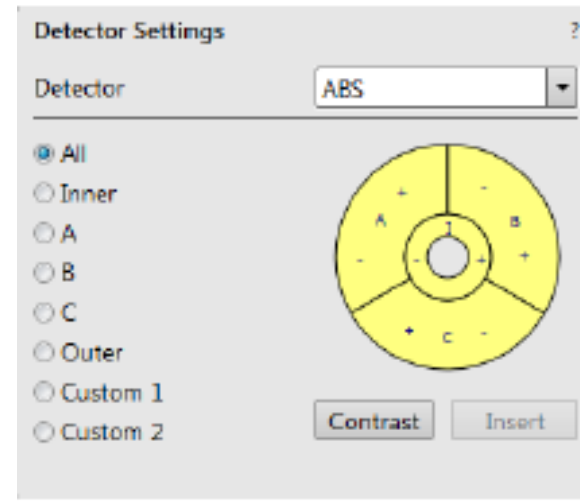 Detector Settings ?
Detector ABS
All
Inner
A
B
C
Outer
Custom 1
Custom 2
+ -
A B
1
- - + +
+ C -
Contrast Insert